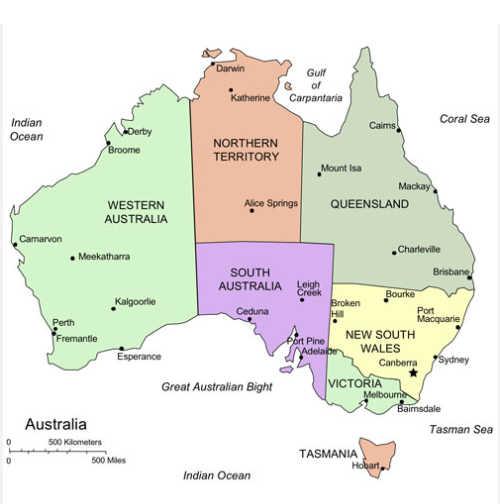 Darwin
Gulf
of
Carpantaria
Katherine
Indian
Ocean
Coral Sea
Cairns
Derby
Broome
NORTHERN
TERRITORY
Mount Isa
Mackay
WESTERN
AUSTRALIA
Alice Springs
QUEENSLAND
Carnarvon
Meekatharra
Charleville
Brisbane
SOUTH
AUSTRALIA
Leigh
Creek
Kalgoorlie
Ceduna
Broken
Hill
Bourke
Port
Macquarie
Perth
Fremantle
Esperance
Port Pine
Adelaide
NEW SOUTH
WALES
Canberra
Sydney
Great Australian Bight
VICTORIA
Melbourne
Bairnsdale
Australia
0 500 Kilometers
0 500 Miles
Tasman Sea
TASMANIA
Hobart
Indian Ocean